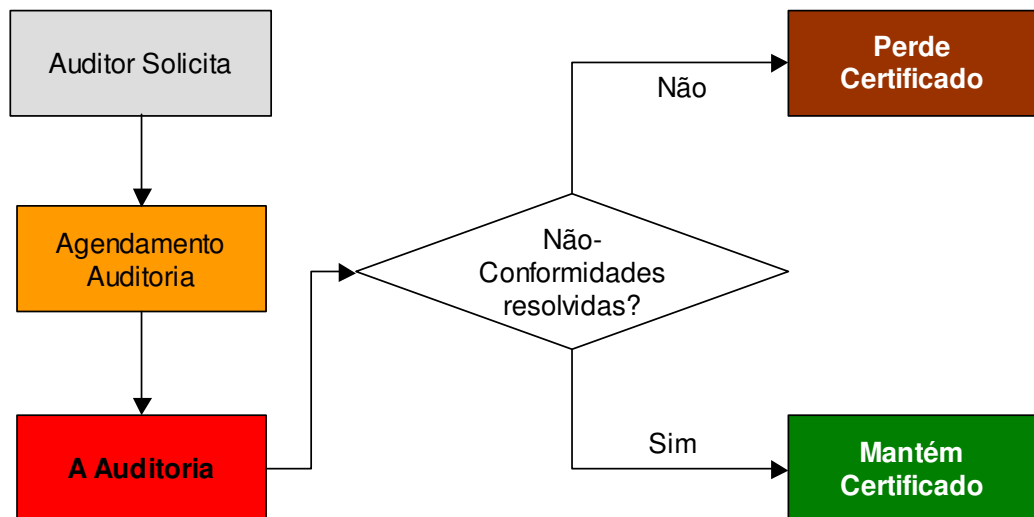 Auditor Solicita
Agendamento
Auditoria
A Auditoria
Não-
Conformidades
resolvidas?
Não
Perde
Certificado
Sim
Mantém
Certificado